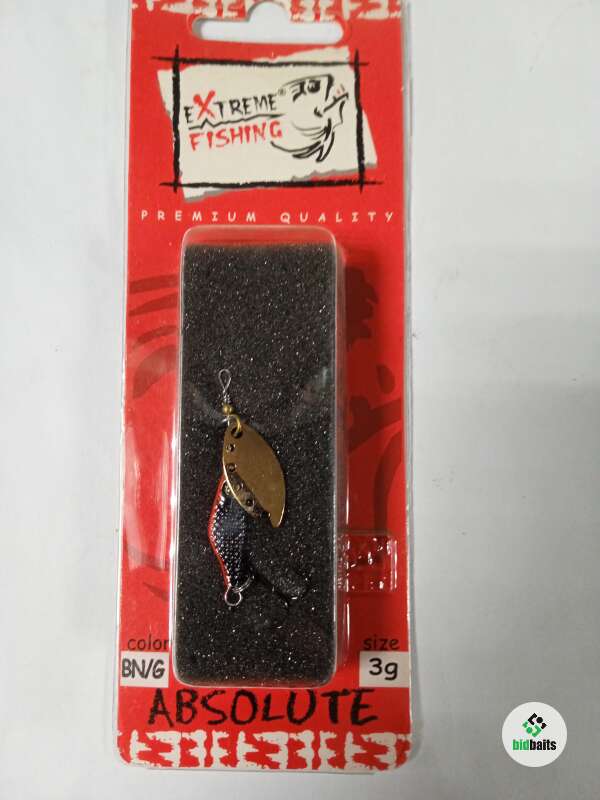 eXTREME®
FISHING
PREMIUM QUALITY
color
BN/G
size
3g
ABSOLUTE
bidbaits